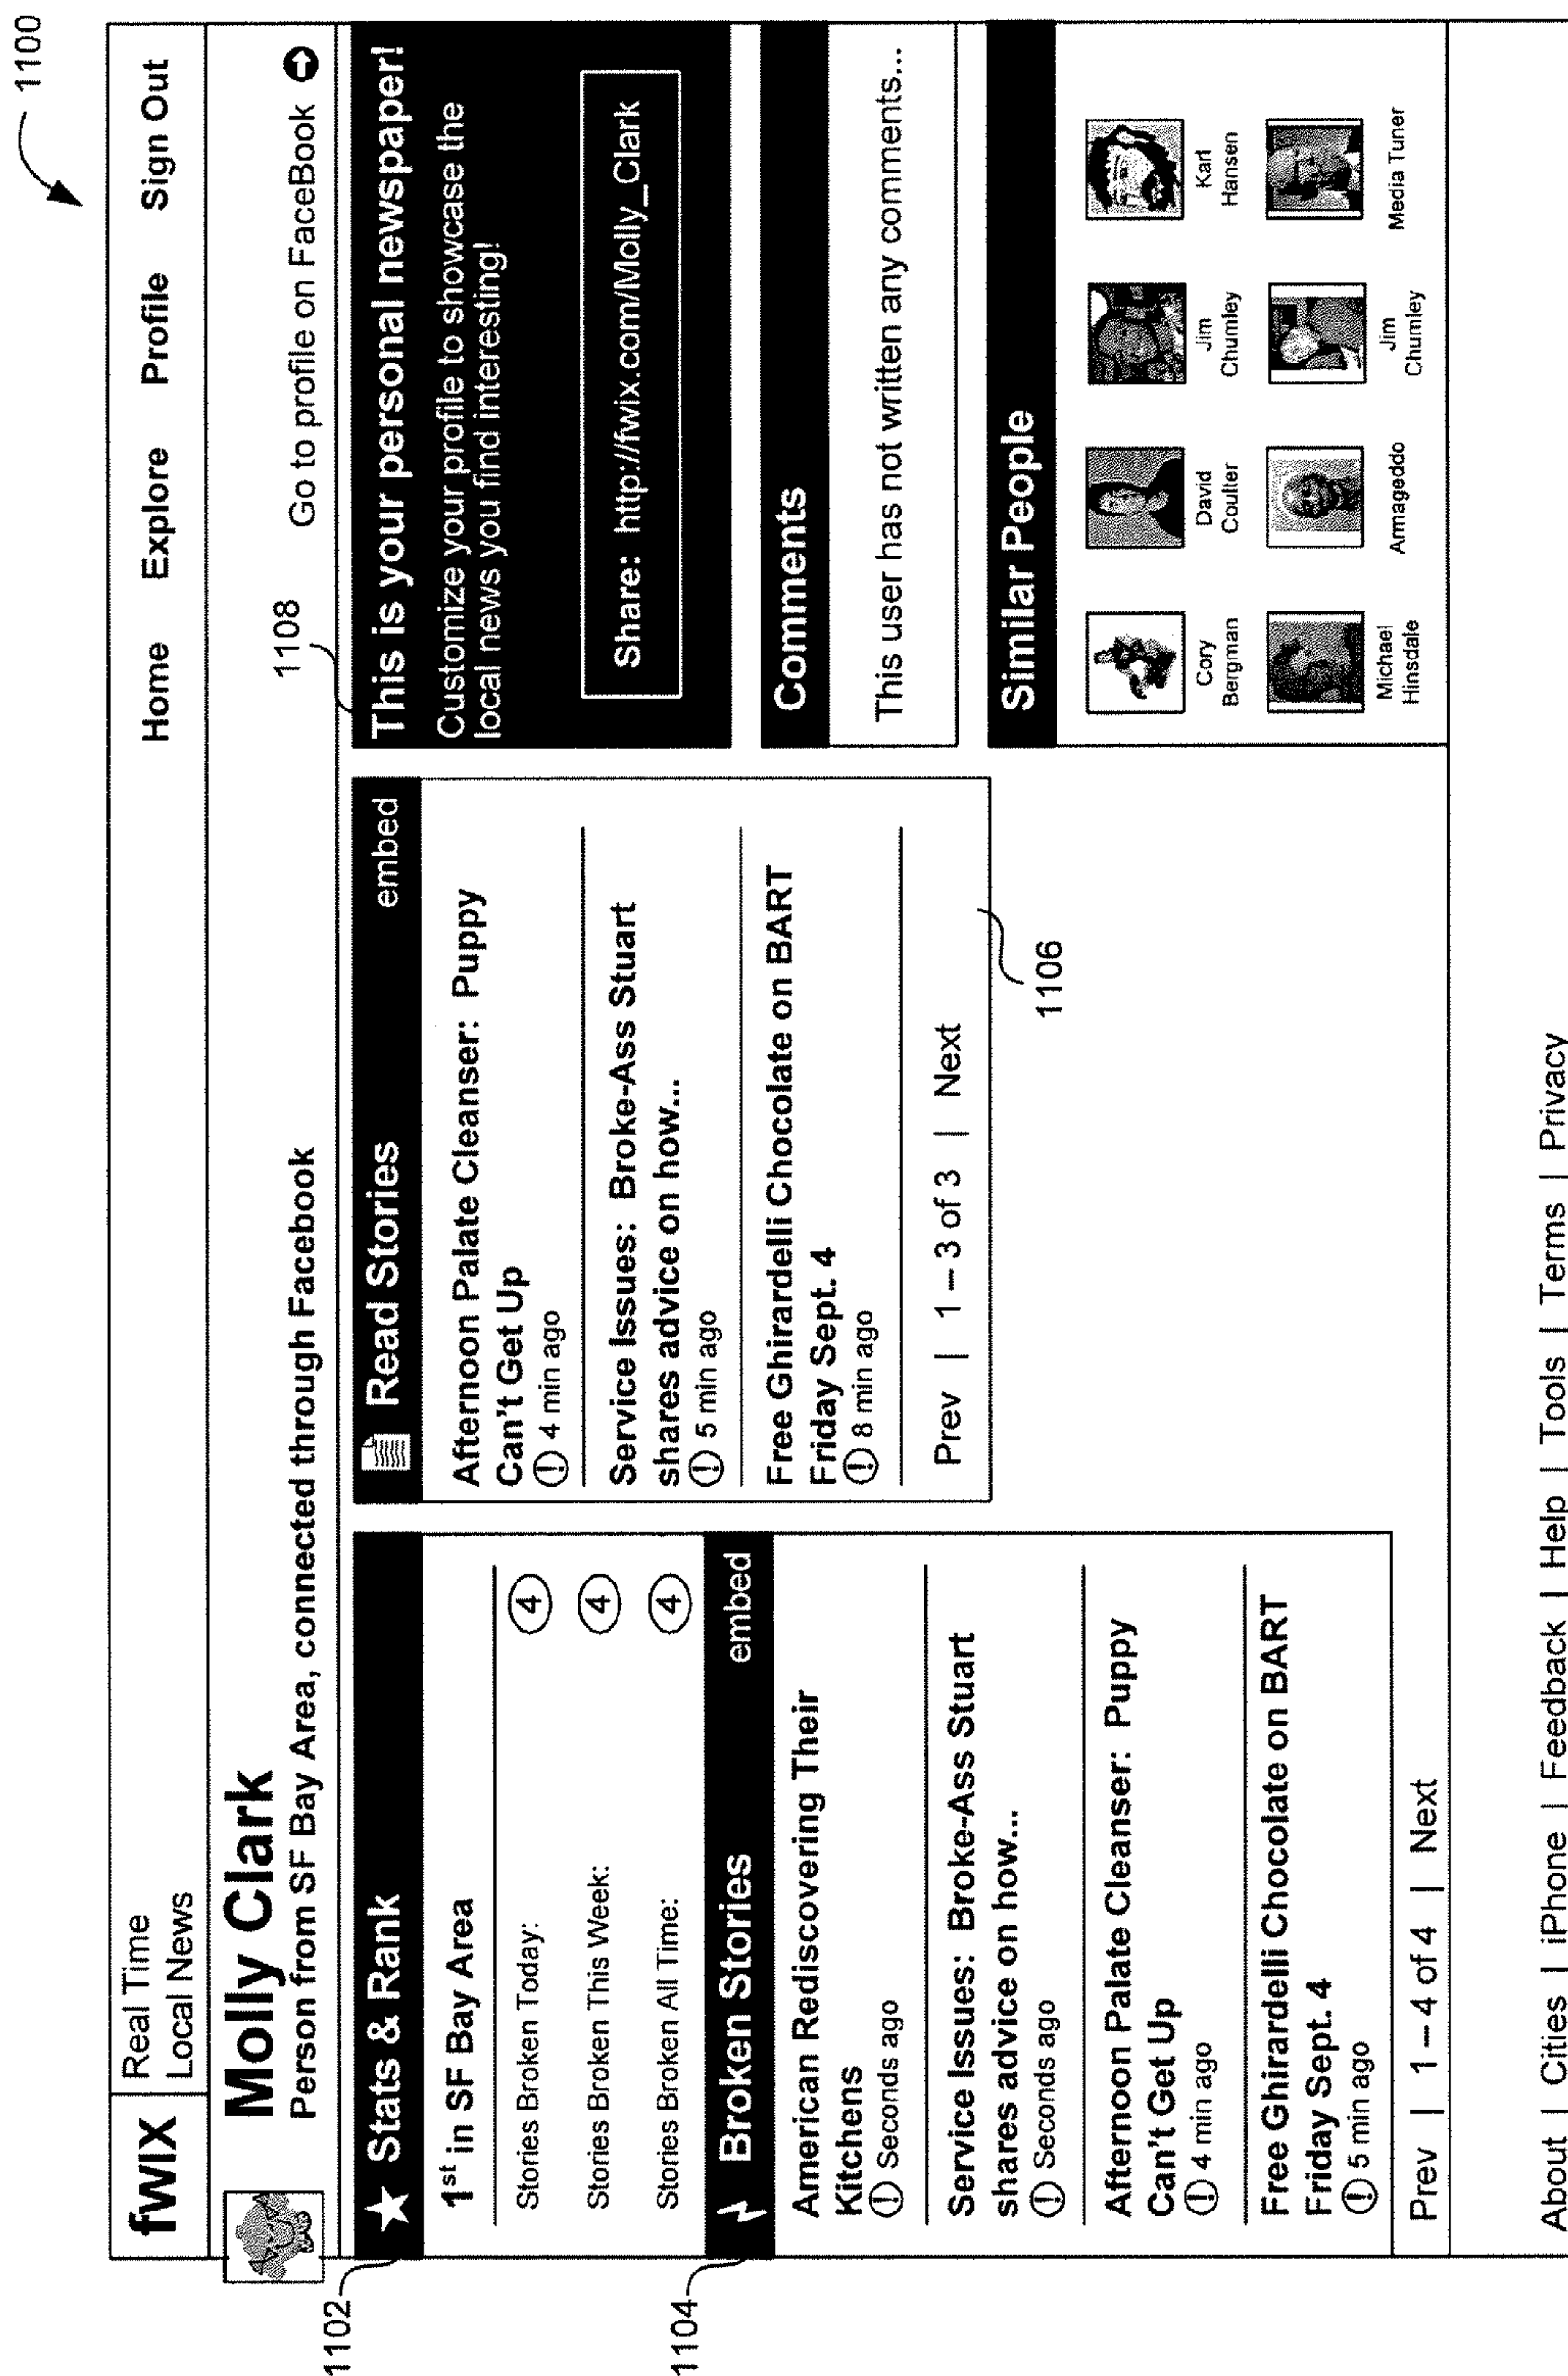 1100
fwix
Real Time
Local News
Home Explore Profile Sign Out
Molly Clark
Person from SF Bay Area, connected through Facebook
Go to profile on FaceBook
1102
Stats & Rank
1st in SF Bay Area
Stories Broken Today: 4
Stories Broken This Week: 4
Stories Broken All Time: 4
1104
Broken Stories embed
American Rediscovering Their
Kitchens
Seconds ago
Service Issues: Broke-Ass Stuart
shares advice on how...
Seconds ago
Afternoon Palate Cleanser: Puppy
Can't Get Up
4 min ago
Free Ghirardelli Chocolate on BART
Friday Sept. 4
5 min ago
Prev | 1 – 4 of 4 | Next
Read Stories embed
Afternoon Palate Cleanser: Puppy
Can't Get Up
4 min ago
Service Issues: Broke-Ass Stuart
shares advice on how...
5 min ago
Free Ghirardelli Chocolate on BART
Friday Sept. 4
8 min ago
Prev | 1 – 3 of 3 | Next
1106
1108
This is your personal newspaper!
Customize your profile to showcase the
local news you find interesting!
Share: http://fwix.com/Molly_Clark
Comments
This user has not written any comments...
Similar People
Cory
Bergman
David
Coulter
Jim
Chumley
Karl
Hansen
Michael
Hinsdale
Armageddo
Jim
Chumley
Media Tuner
About | Cities | iPhone | Feedback | Help | Tools | Terms | Privacy